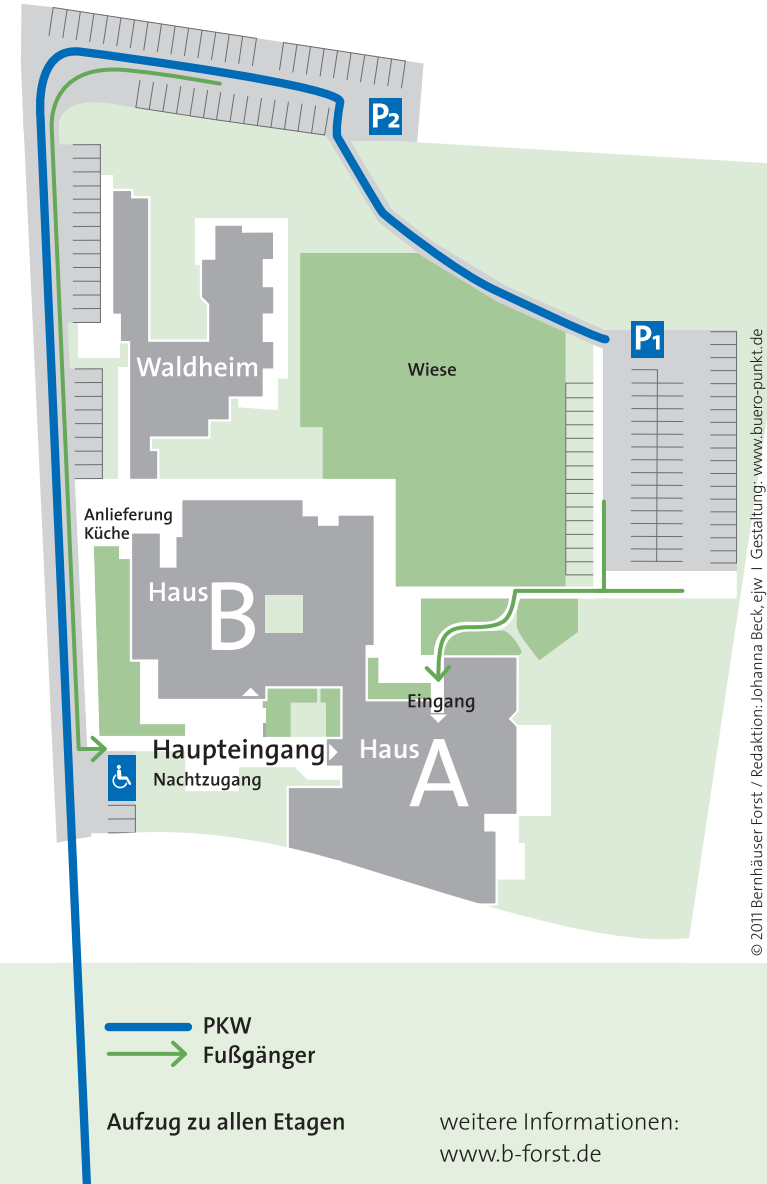 P2
P1
Waldheim
Wiese
Anlieferung
Küche
Haus B
Eingang
Haupteingang
Nachtzugang
Haus A
PKW
Fußgänger
Aufzug zu allen Etagen
weitere Informationen:
www.b-forst.de
© 2011 Bernhäuser Forst / Redaktion: Johanna Beck, ejw | Gestaltung: www.buero-punkt.de